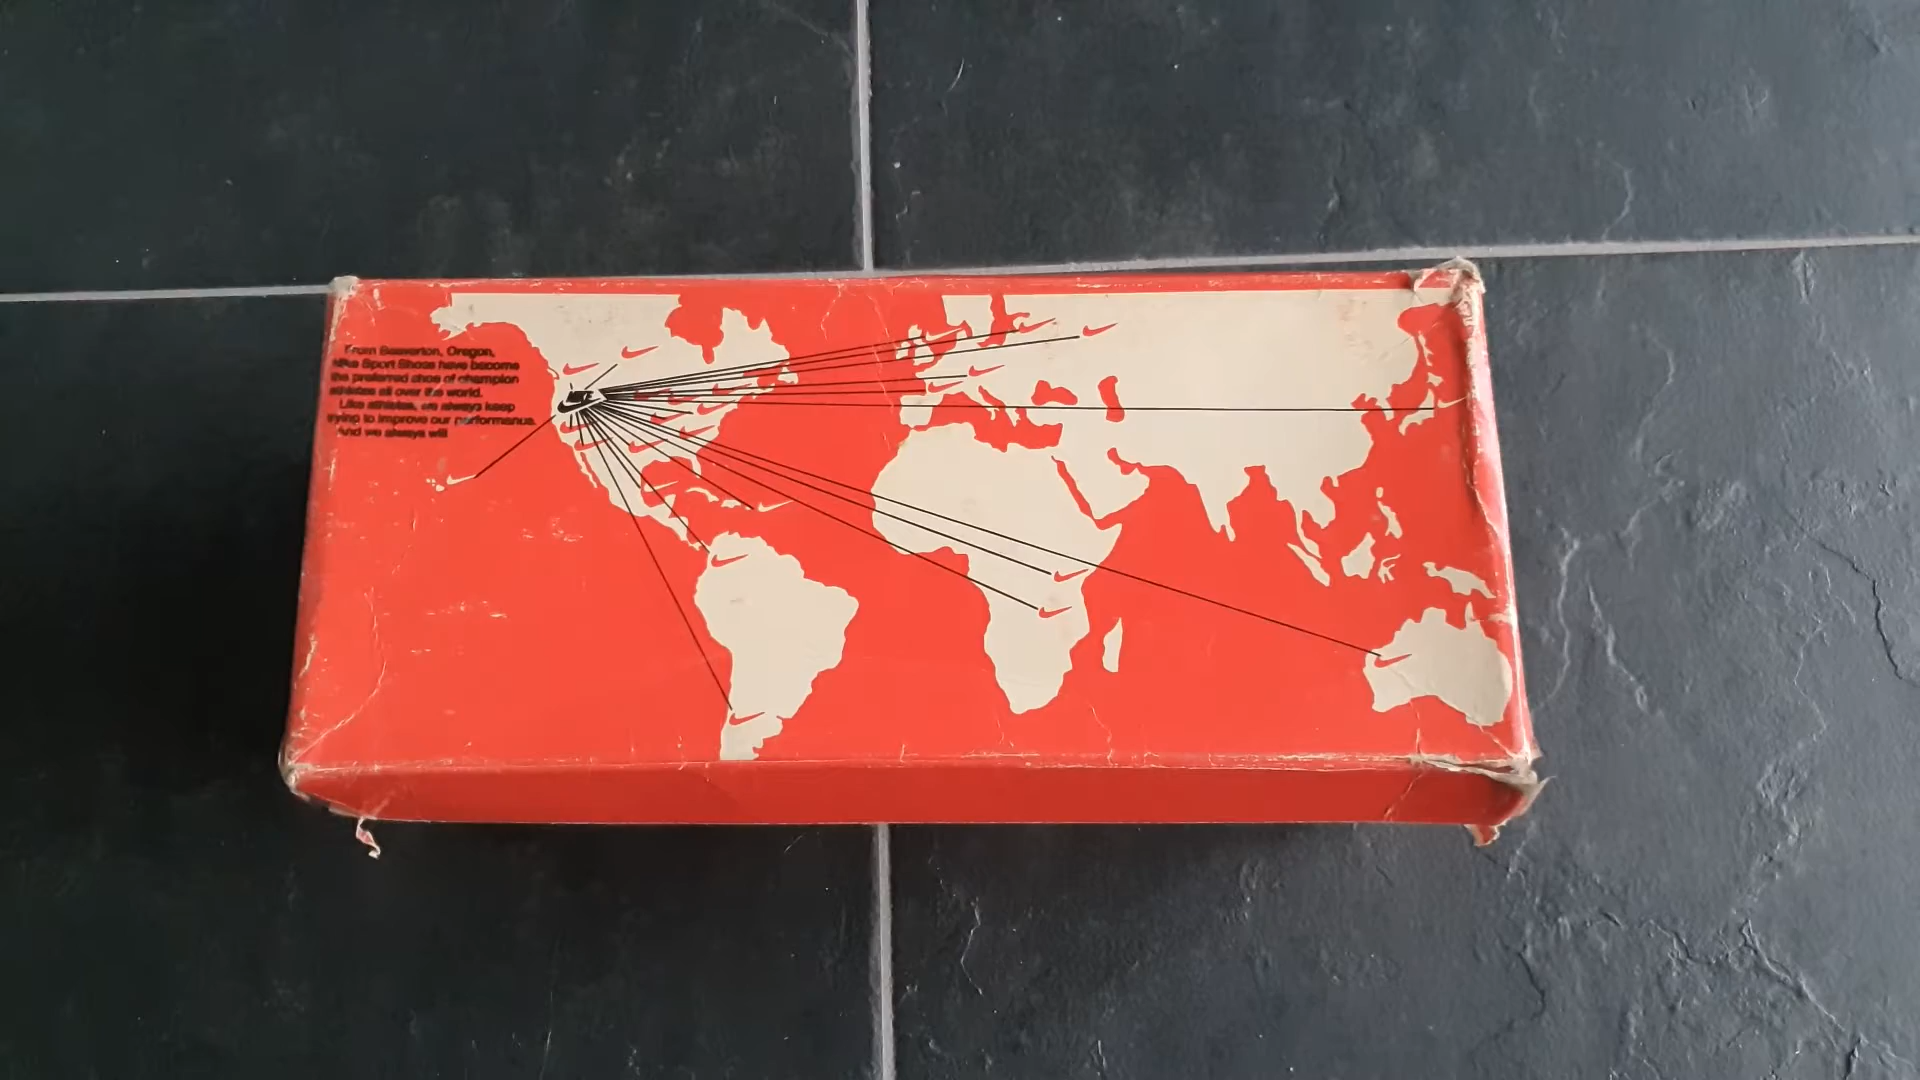 From Beaverton, Oregon,
Nike Sport Shoes have become
the preferred shoe of champion
athletes all over the world.
Like athletes, we always keep
trying to improve our performance.
And we always will
NIKE